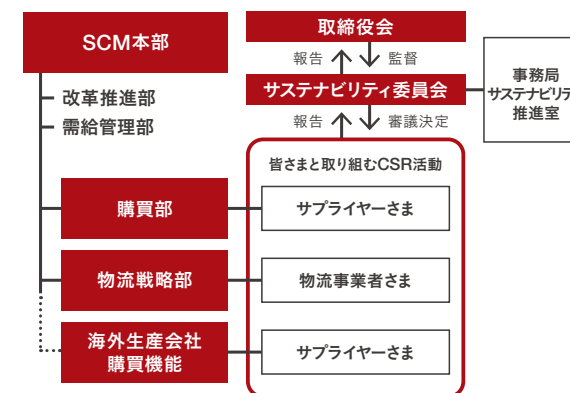 SCM本部
改革推進部
需給管理部
購買部
物流戦略部
海外生産会社
購買機能
取締役会
報告 監督
サステナビリティ委員会
報告 審議決定
皆さまと取り組むCSR活動
サプライヤーさま
物流事業者さま
サプライヤーさま
事務局
サステナビリテ
推進室